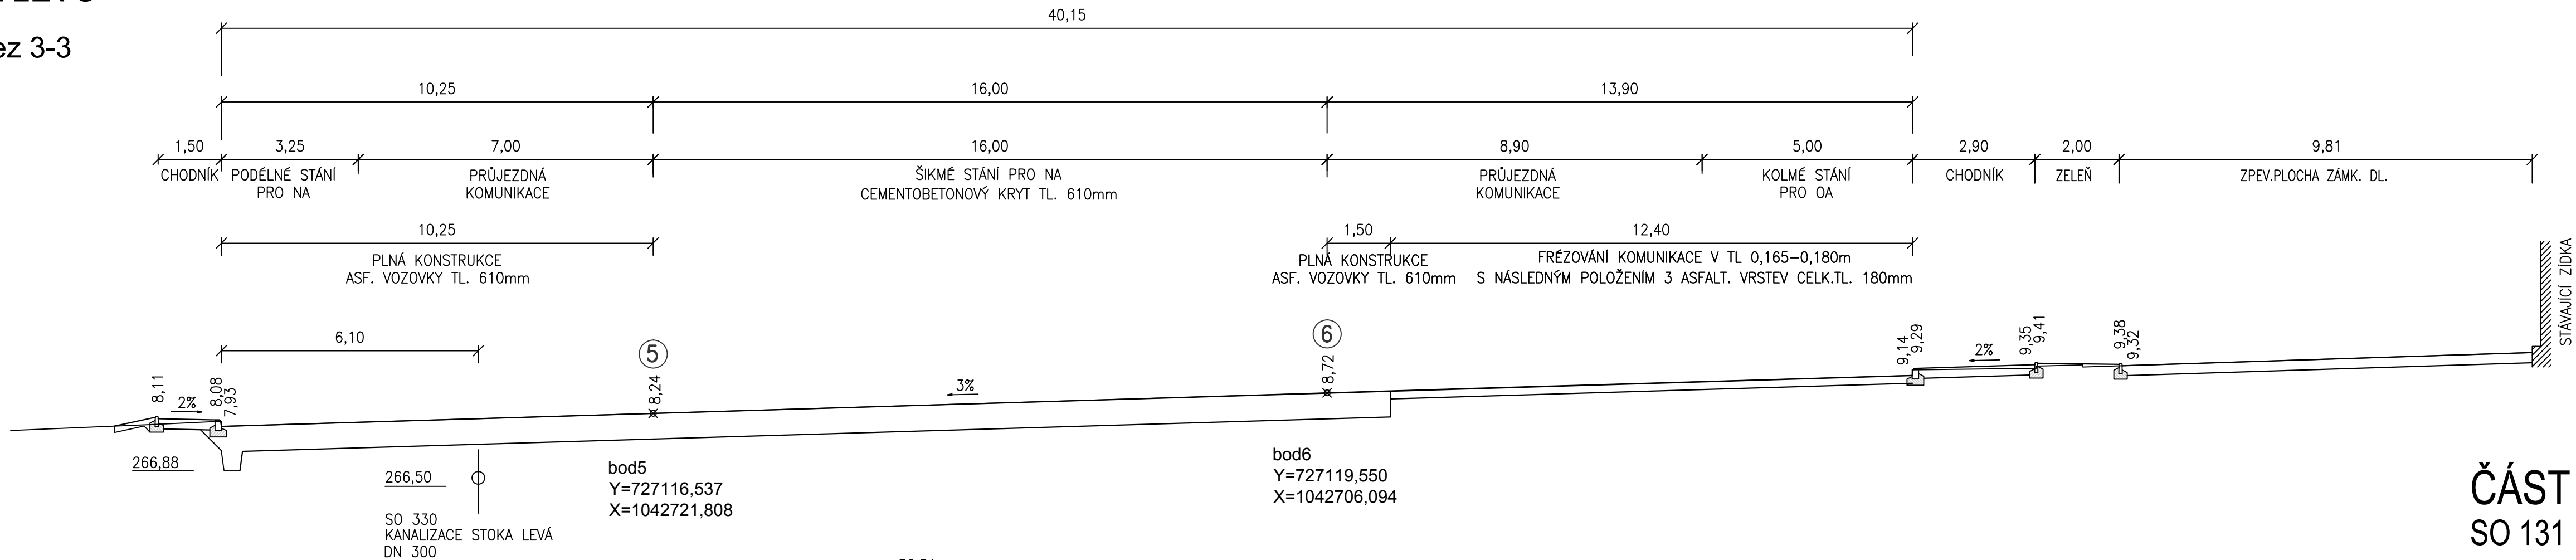 ez 3-3
40,15
10,25
16,00
13,90
1,50
3,25
7,00
16,00
8,90
5,00
2,90
2,00
9,81
CHODNÍK
PODÉLNÉ STÁNÍ
PRO NA
PRŮJEZDNÁ
KOMUNIKACE
ŠIKMÉ STÁNÍ PRO NA
CEMENTOBETONOVÝ KRYT TL. 610mm
PRŮJEZDNÁ
KOMUNIKACE
KOLMÉ STÁNÍ
PRO OA
CHODNÍK
ZELEŇ
ZPEV.PLOCHA ZÁMK. DL.
10,25
PLNÁ KONSTRUKCE
ASF. VOZOVKY TL. 610mm
1,50
PLNÁ KONSTRUKCE
ASF. VOZOVKY TL. 610mm
12,40
FRÉZOVÁNÍ KOMUNIKACE V TL 0,165-0,180m
S NÁSLEDNÝM POLOŽENÍM 3 ASFALT. VRSTEV CELK.TL. 180mm
STÁVAJÍCÍ ZÍDKA
6,10
5
6
8,11
2%
8,08
7,93
8,24
3%
8,72
9,14
9,29
2%
9,35
9,41
9,38
9,32
266,88
266,50
SO 330
KANALIZACE STOKA LEVÁ
DN 300
bod5
Y=727116,537
X=1042721,808
bod6
Y=727119,550
X=1042706,094
ČÁST
SO 131